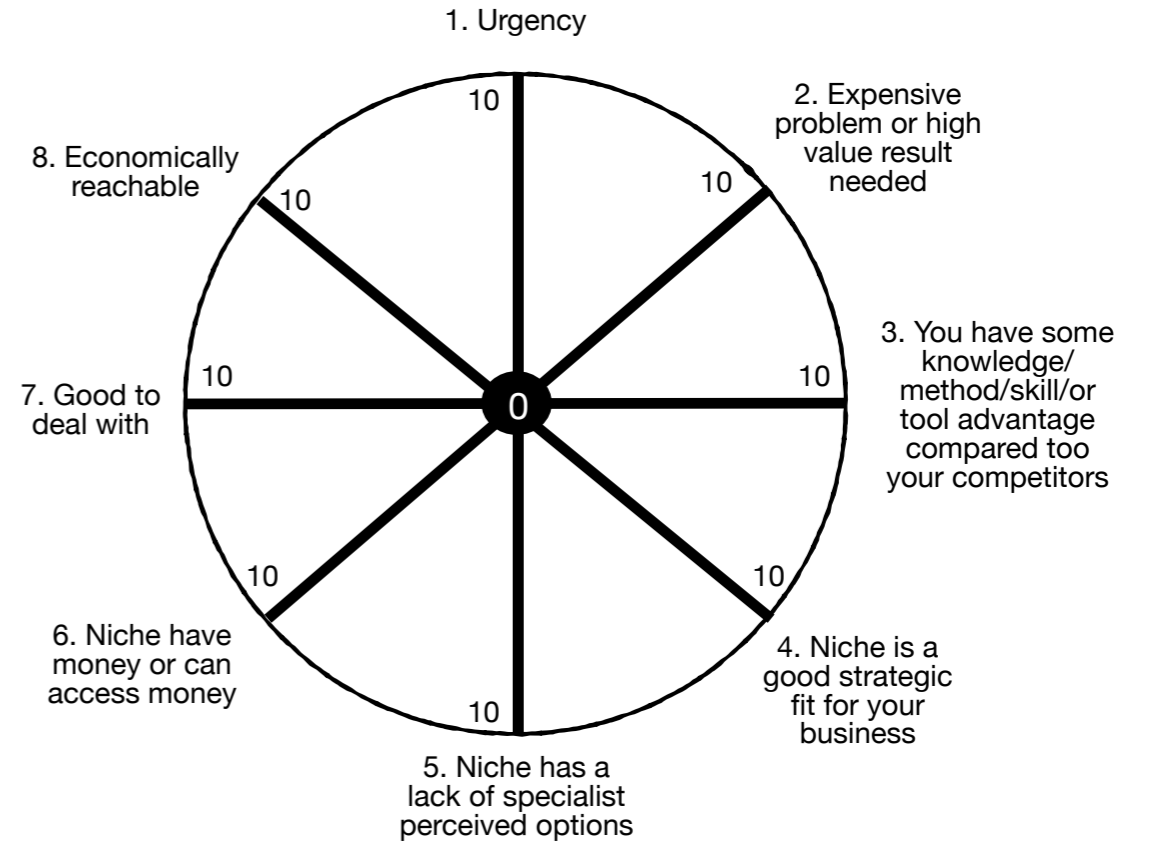 1. Urgency
10
2. Expensive
problem or high
value result
needed
10
3. You have some
knowledge/
method/skill/or
tool advantage
compared too
your competitors
10
4. Niche is a
good strategic
fit for your
business
10
5. Niche has a
lack of specialist
perceived options
10
6. Niche have
money or can
access money
10
7. Good to
deal with
10
8. Economically
reachable
10
0